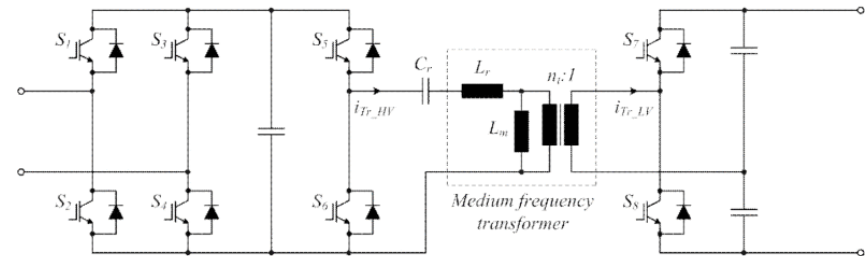 S1 S3 S5 S7
Cr Lr ni:1
iTr_HV iTr_LV
Lm
S2 S4 S6 S8
Medium frequency
transformer